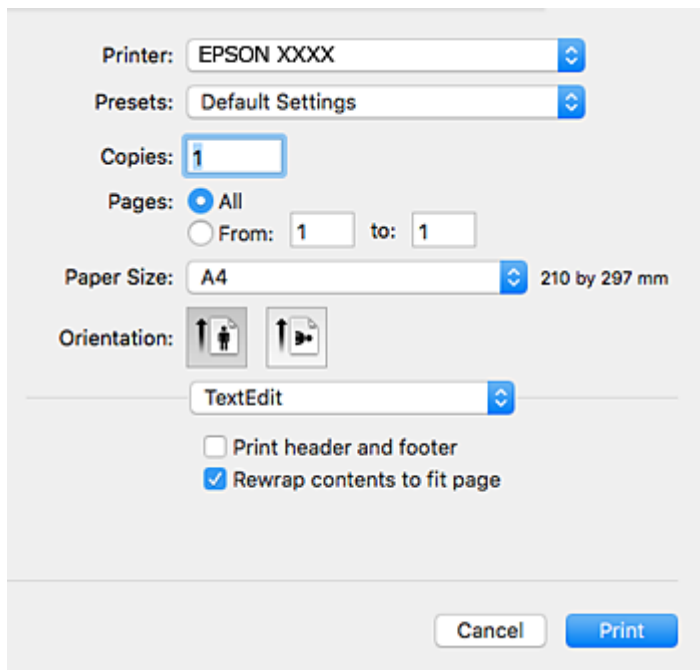 Printer: EPSON XXXX
Presets: Default Settings
Copies: 1
Pages: All
From: 1 to: 1
Paper Size: A4 210 by 297 mm
Orientation:
TextEdit
Print header and footer
Rewrap contents to fit page
Cancel Print